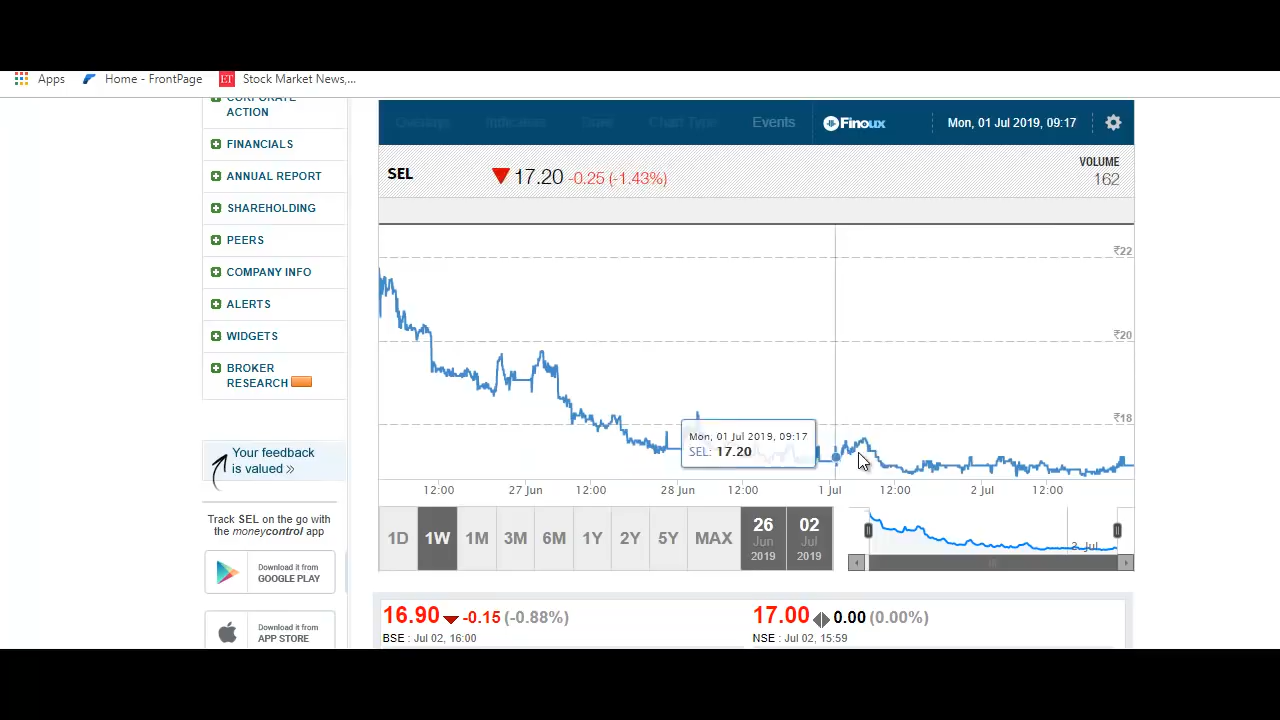 Apps
Home - FrontPage
ET
Stock Market News,...
CORPORATE
ACTION
FINANCIALS
ANNUAL REPORT
SHAREHOLDING
PEERS
COMPANY INFO
ALERTS
WIDGETS
BROKER
RESEARCH
Your feedback
is valued »
Track SEL on the go with
the moneycontrol app
Download it from
GOOGLE PLAY
Download it from
APP STORE
Chart Type
Events
Finoux
Mon, 01 Jul 2019, 09:17
SEL
17.20 -0.25 (-1.43%)
VOLUME
162
₹22
₹20
₹18
Mon, 01 Jul 2019, 09:17
SEL: 17.20
12:00 27 Jun 12:00 28 Jun 12:00 1 Jul 12:00 2 Jul 12:00
1D 1W 1M 3M 6M 1Y 2Y 5Y MAX
26 Jun 2019
02 Jul 2019
2. Jul
16.90 -0.15 (-0.88%)
BSE : Jul 02, 16:00
17.00 0.00 (0.00%)
NSE : Jul 02, 15:59